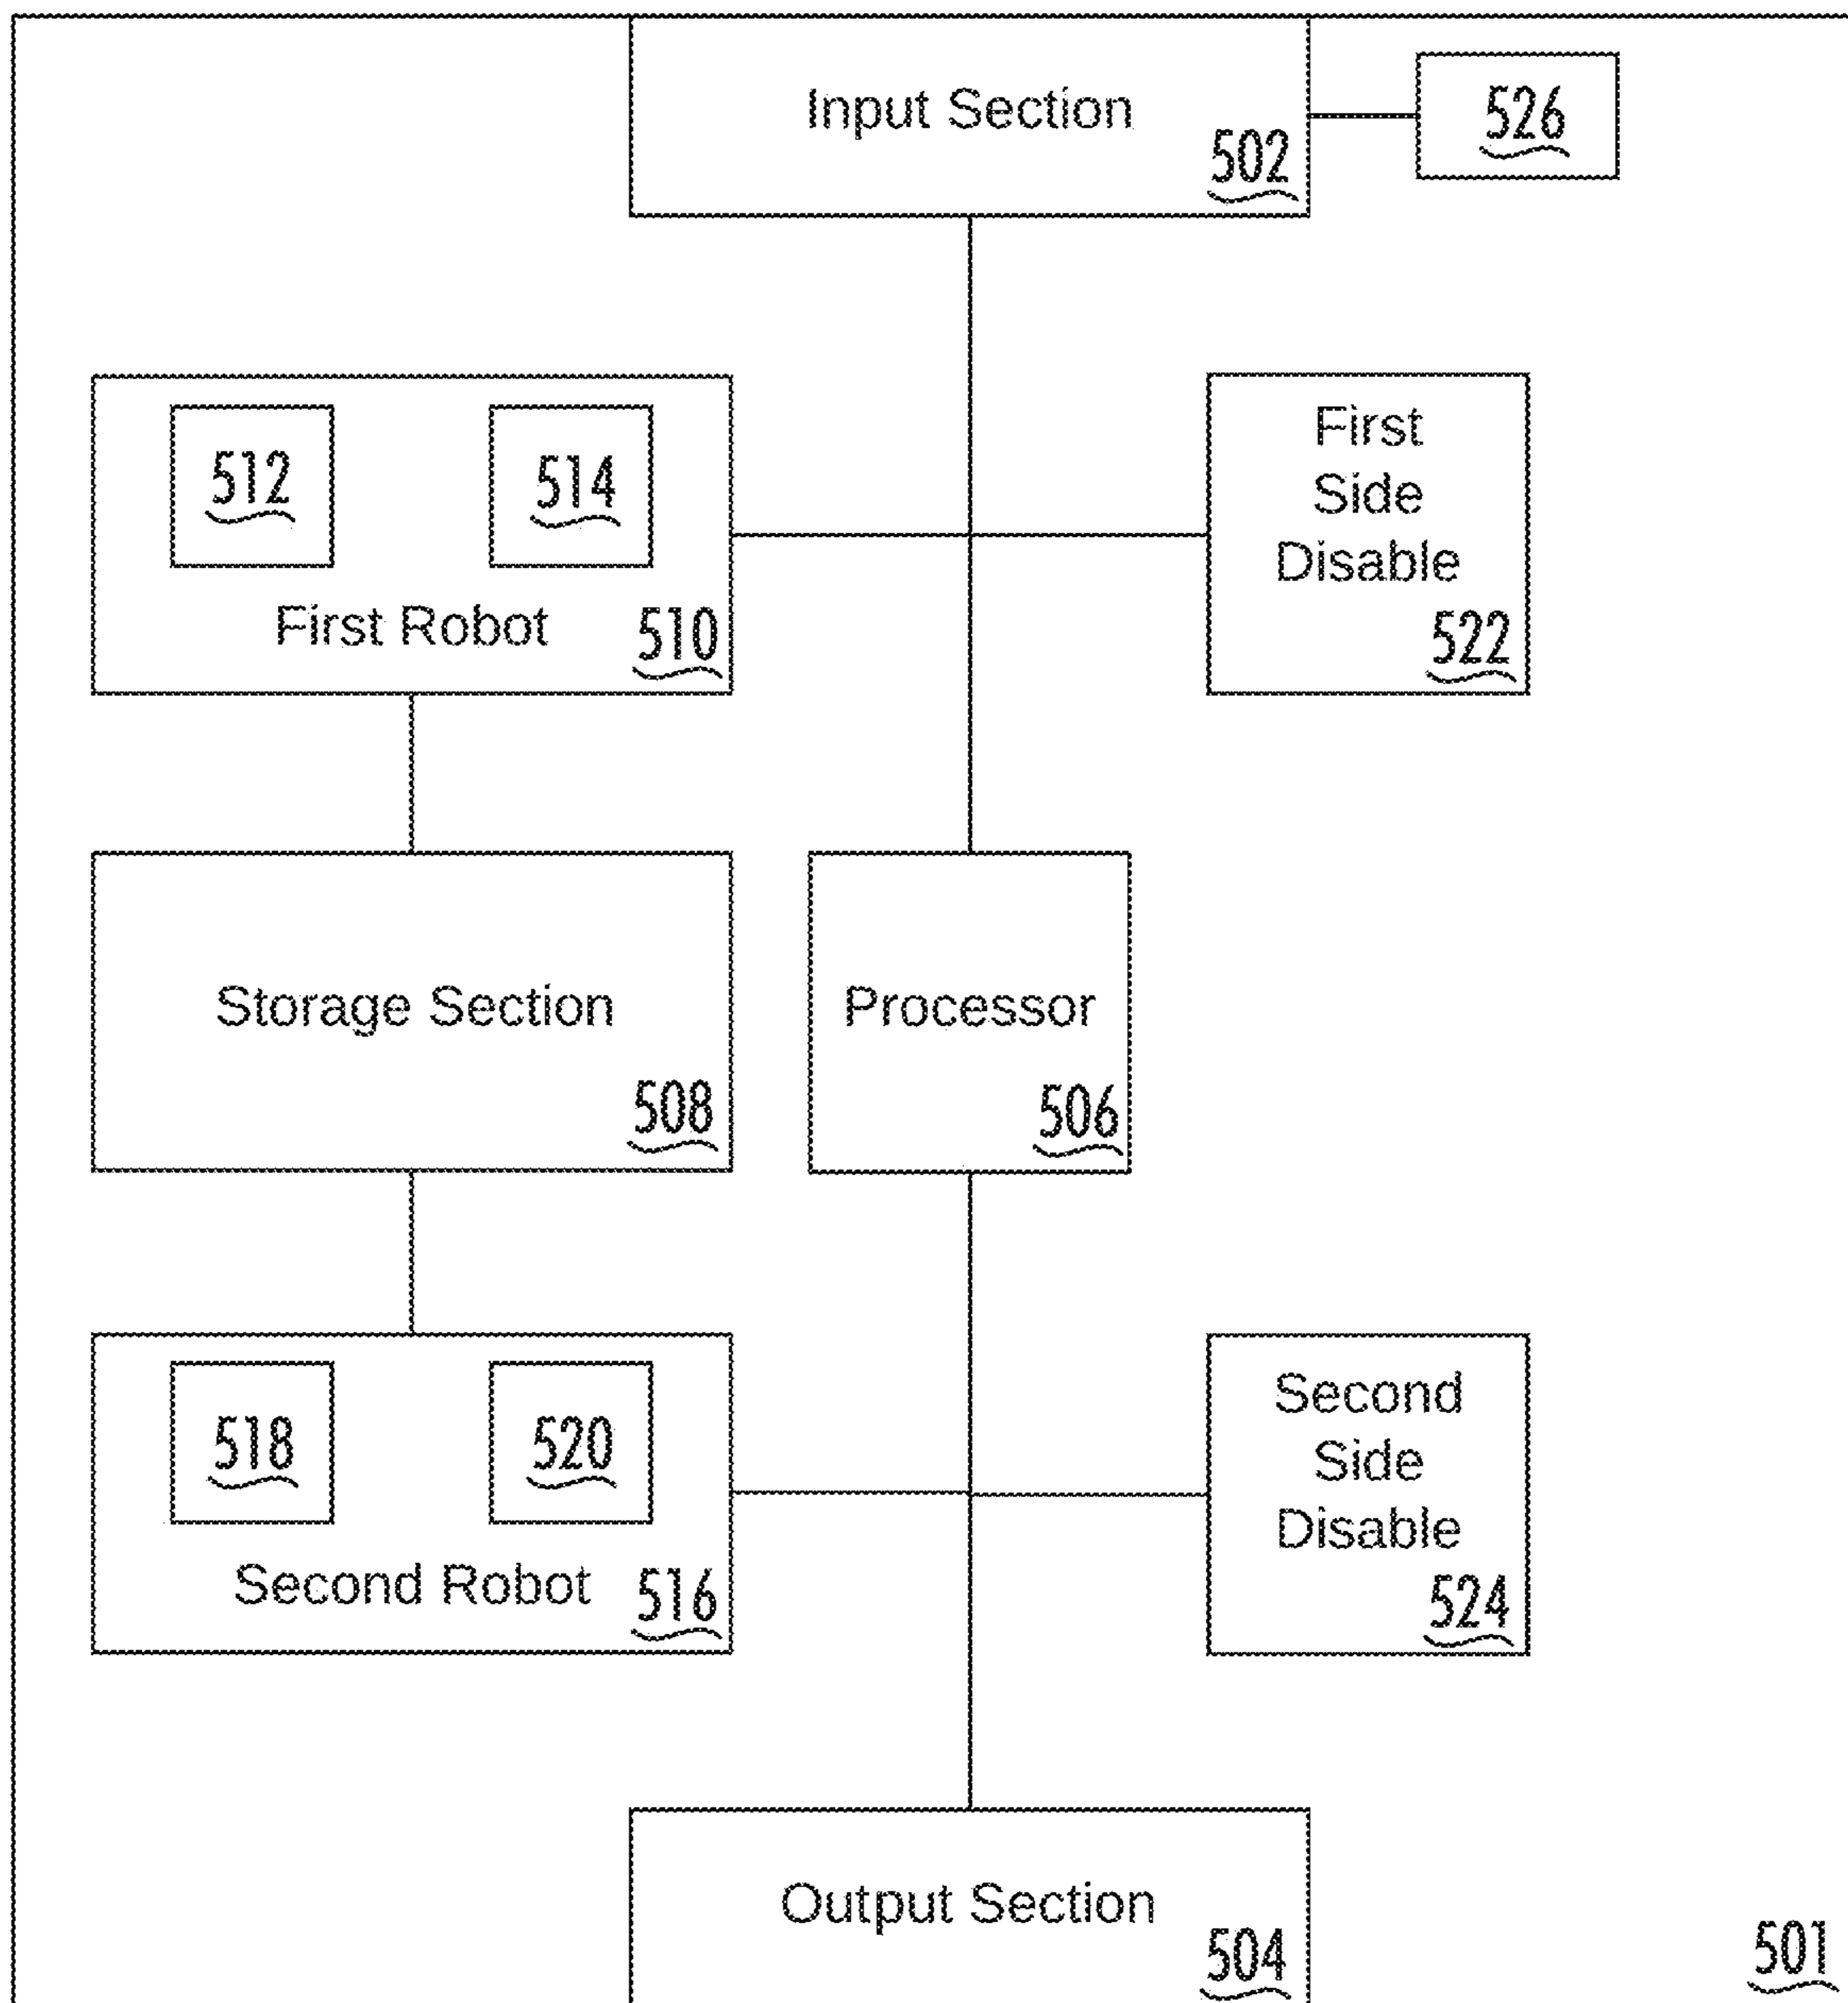 Input Section
502
526
512
514
First Robot
510
First
Side
Disable
522
Storage Section
508
Processor
506
518
520
Second Robot
516
Second
Side
Disable
524
Output Section
504
501